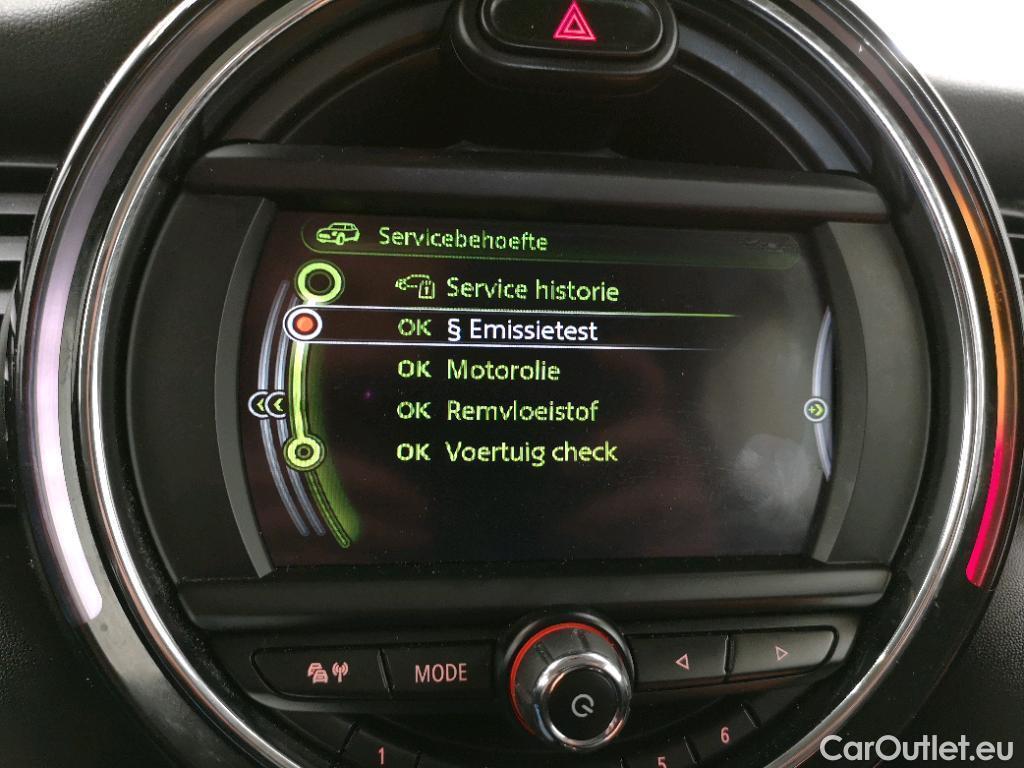 Servicebehoefte
Service historie
OK § Emissietest
OK Motorolie
OK Remvloeistof
OK Voertuig check
MODE
1
5
6
CarOutlet.eu